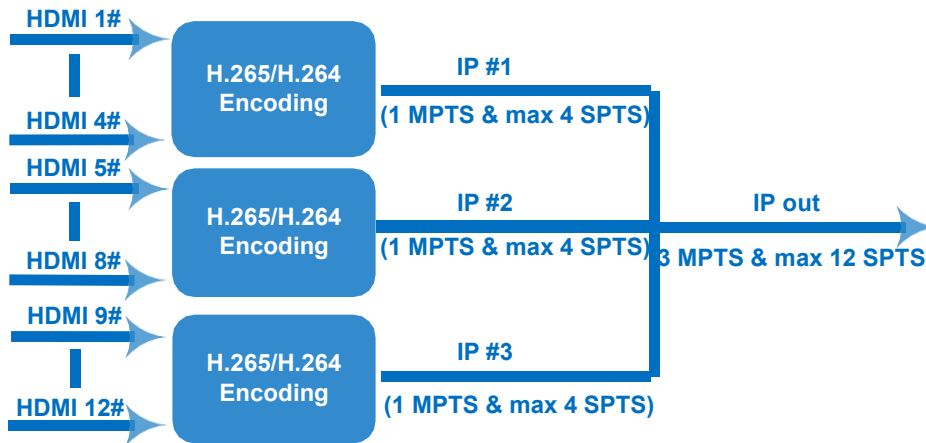 HDMI 1#
HDMI 4#
H.265/H.264
Encoding
IP #1
(1 MPTS & max 4 SPTS)
HDMI 5#
HDMI 8#
H.265/H.264
Encoding
IP #2
(1 MPTS & max 4 SPTS)
HDMI 9#
HDMI 12#
H.265/H.264
Encoding
IP #3
(1 MPTS & max 4 SPTS)
IP out
3 MPTS & max 12 SPTS